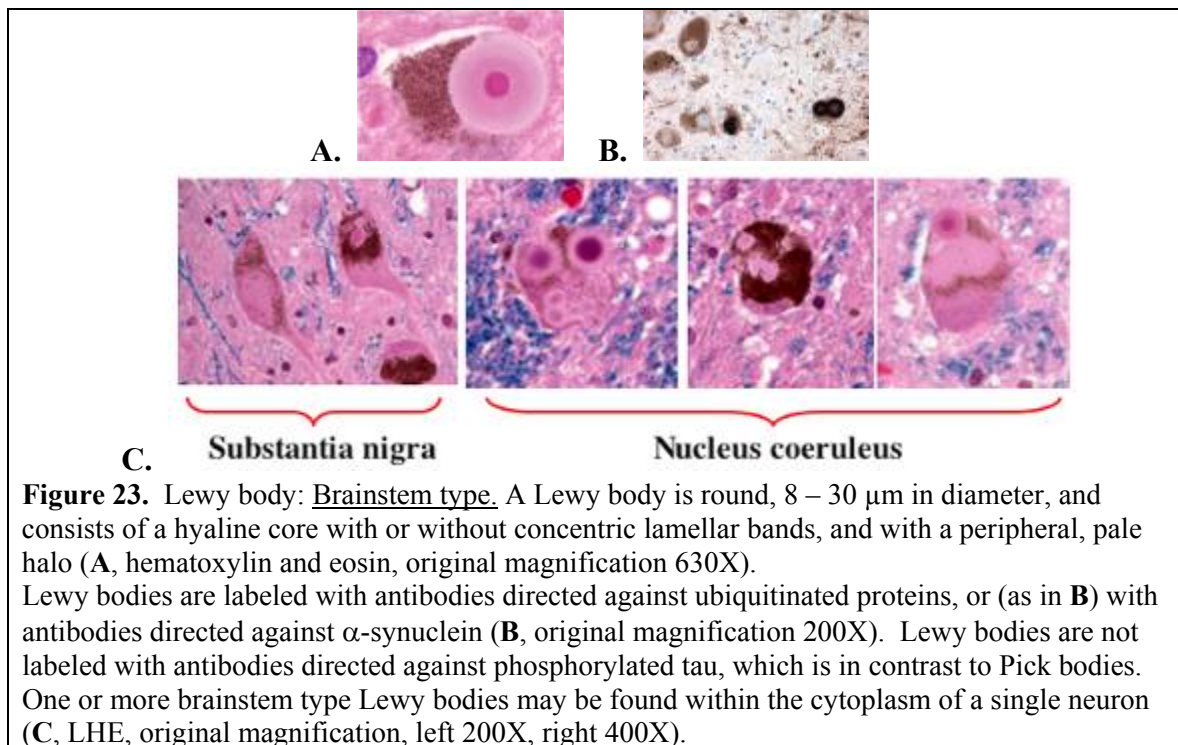 A.
B.
Substantia nigra
Nucleus coeruleus
C.
Figure 23. Lewy body: Brainstem type. A Lewy body is round, 8 – 30 µm in diameter, and
consists of a hyaline core with or without concentric lamellar bands, and with a peripheral, pale
halo (A, hematoxylin and eosin, original magnification 630X).
Lewy bodies are labeled with antibodies directed against ubiquitinated proteins, or (as in B) with
antibodies directed against α-synuclein (B, original magnification 200X). Lewy bodies are not
labeled with antibodies directed against phosphorylated tau, which is in contrast to Pick bodies.
One or more brainstem type Lewy bodies may be found within the cytoplasm of a single neuron
(C, LHE, original magnification, left 200X, right 400X).